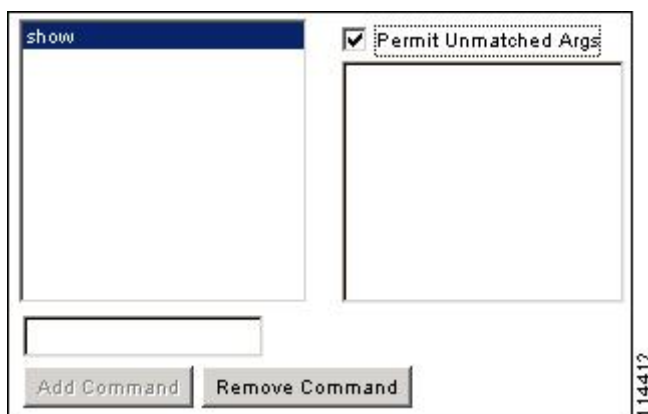 show
Permit Unmatched Args
Add Command
Remove Command
114412